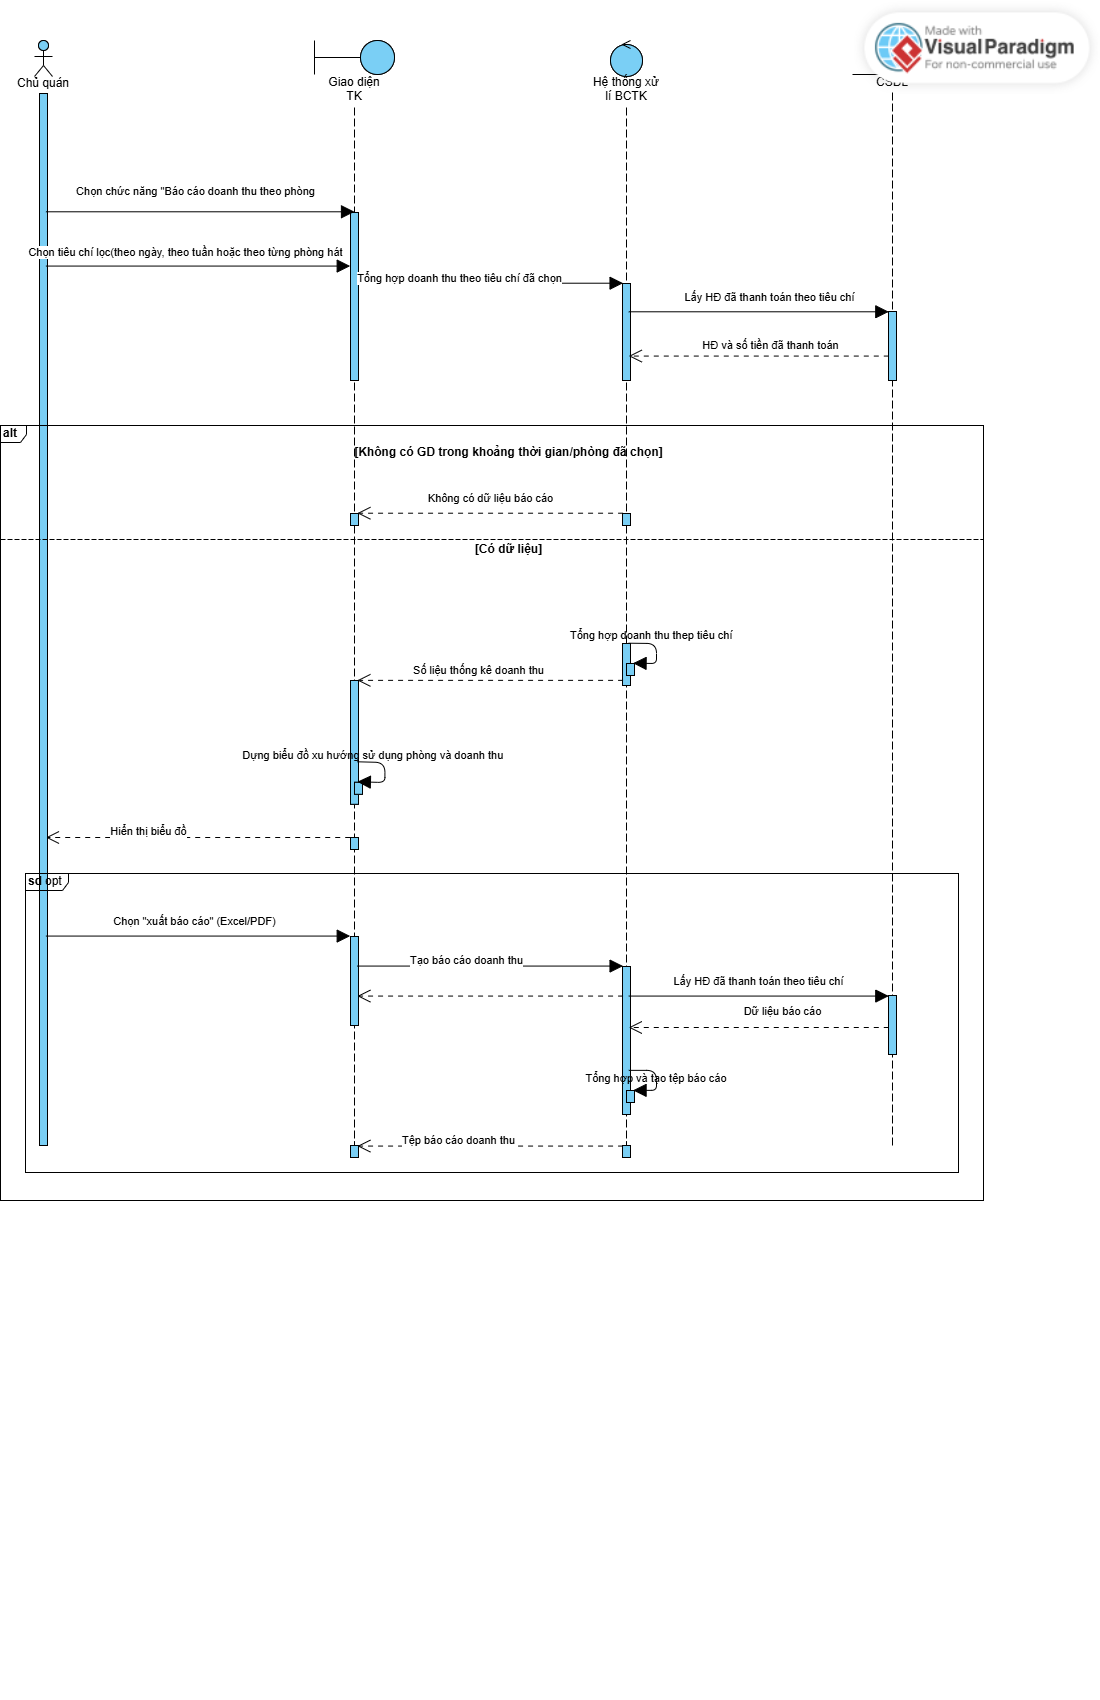 Made with
Visual Paradigm
For non-commercial use
Chủ quán
Giao diện
TK
Hệ thống xử
lí BCTK
CSDL
Chọn chức năng "Báo cáo doanh thu theo phòng
Chọn tiêu chí lọc(theo ngày, theo tuần hoặc theo từng phòng hát
Tổng hợp doanh thu theo tiêu chí đã chọn
Lấy HĐ đã thanh toán theo tiêu chí
HĐ và số tiền đã thanh toán
alt
[Không có GD trong khoảng thời gian/phòng đã chọn]
Không có dữ liệu báo cáo
[Có dữ liệu]
Tổng hợp doanh thu thep tiêu chí
Số liệu thống kê doanh thu
Dựng biểu đồ xu hướng sử dụng phòng và doanh thu
Hiển thị biểu đồ
sd opt
Chọn "xuất báo cáo" (Excel/PDF)
Tạo báo cáo doanh thu
Lấy HĐ đã thanh toán theo tiêu chí
Dữ liệu báo cáo
Tổng hợp và tạo tệp báo cáo
Tệp báo cáo doanh thu